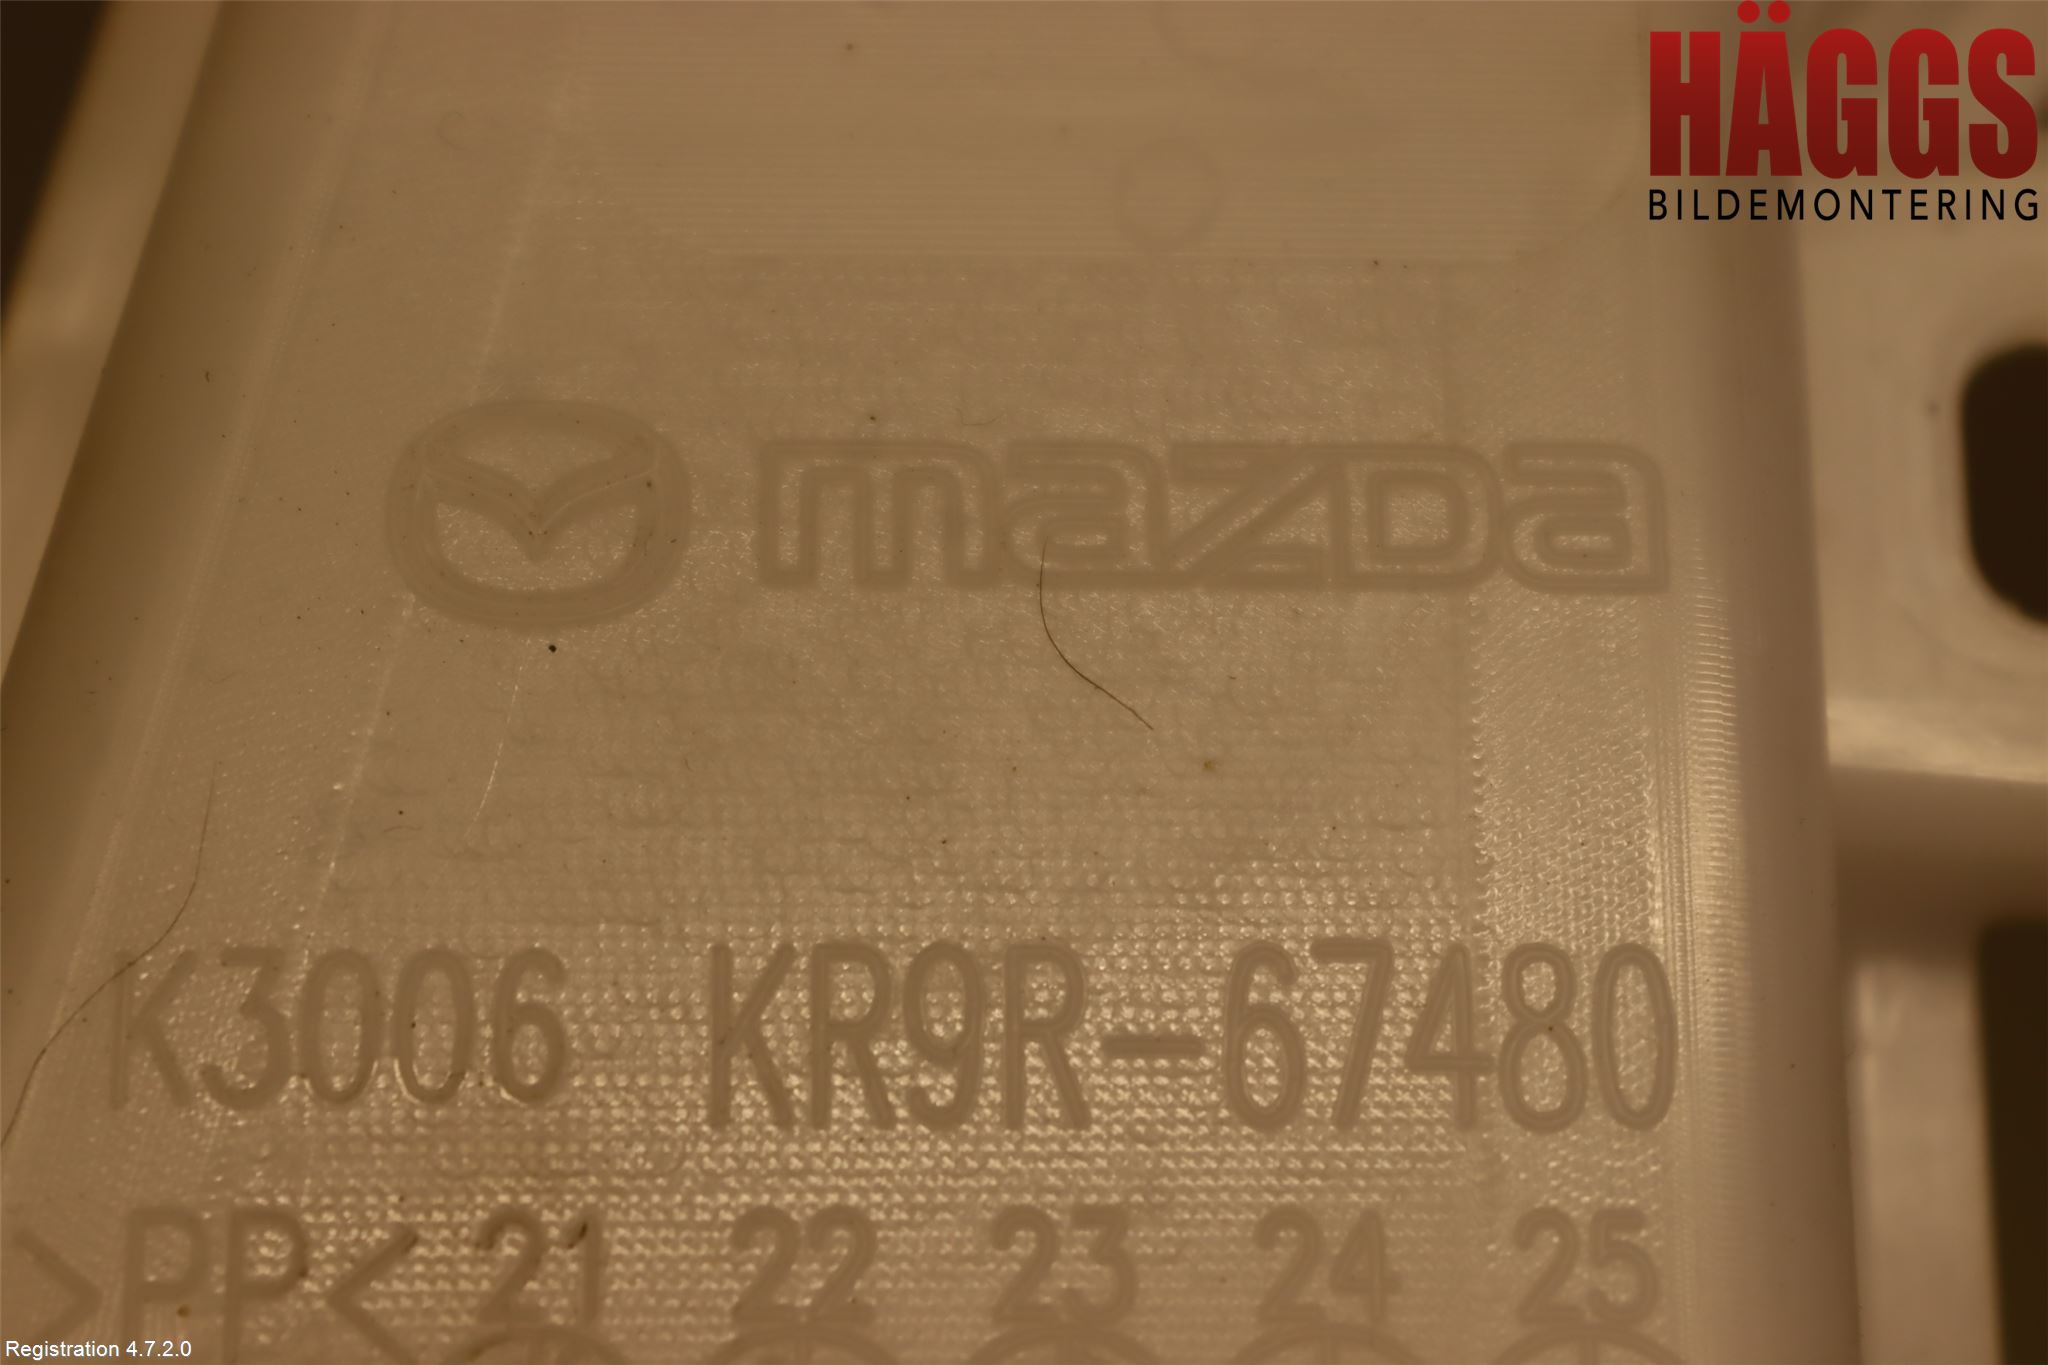 HÄGGS
BILDEMONTERING
mazda
K3006 KR9R-67480
>PP< 21 22 23 24 25
Registration 4.7.2.0